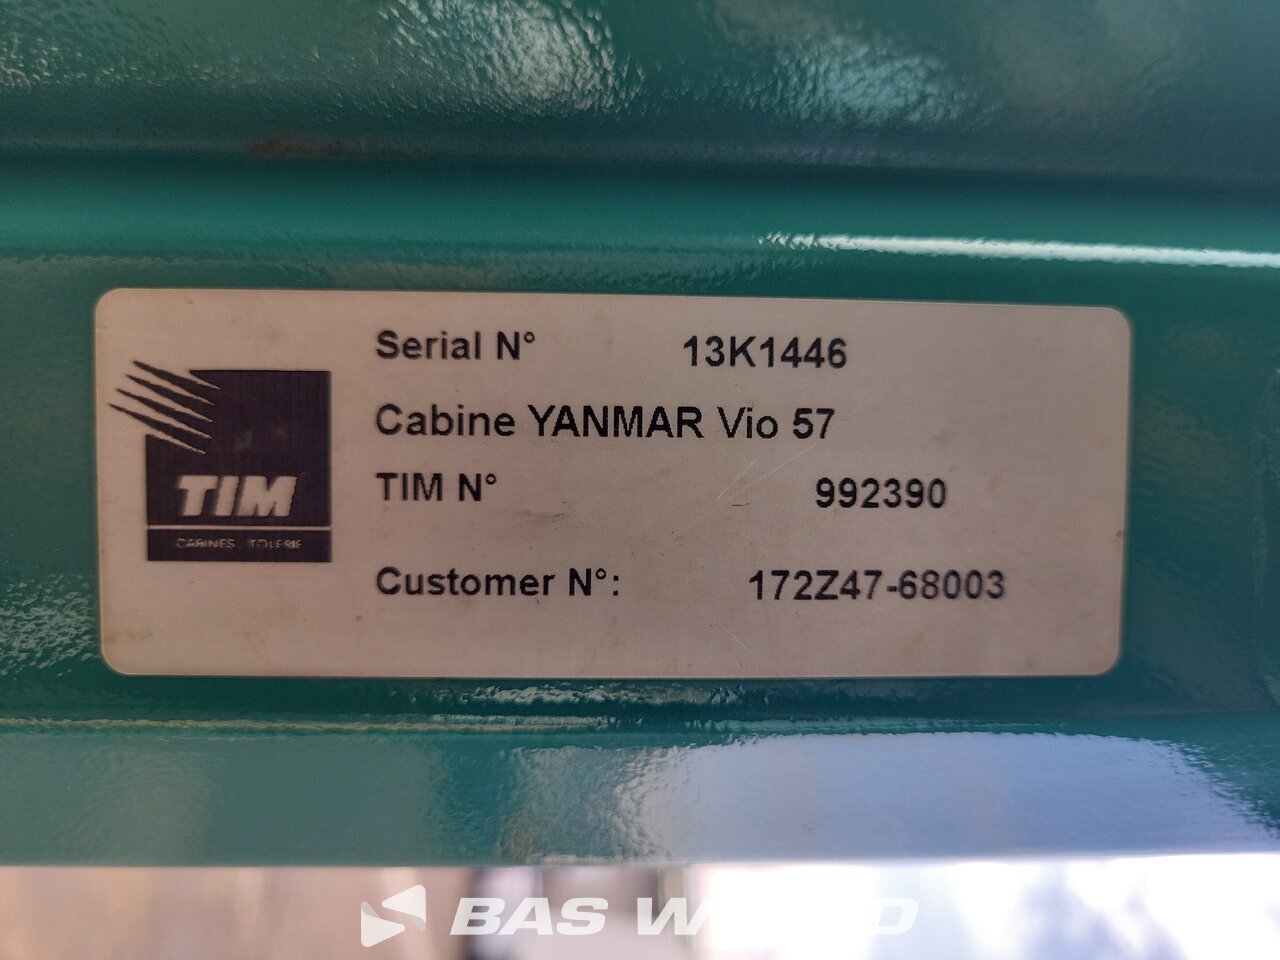 Serial N° 13K1446
Cabine YANMAR Vio 57
TIM N° 992390
Customer N°: 172Z47-68003
TIM
CABINES - TOLERIE
BAS WORLD